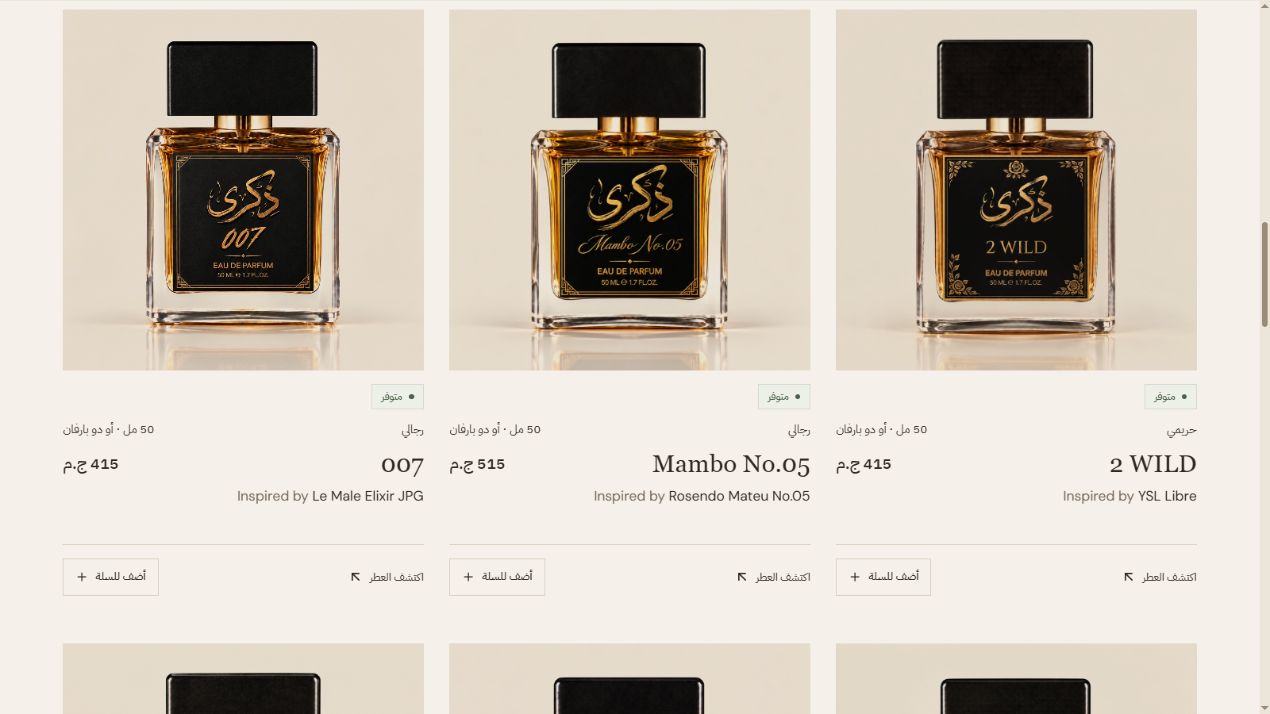 ذكرى
2 WILD
EAU DE PARFUM
50 ML ℮ 1.7 FL.OZ.
ذكرى
Mambo No.05
EAU DE PARFUM
50 ML ℮ 1.7 FL.OZ.
ذكرى
007
EAU DE PARFUM
50 ML ℮ 1.7 FL.OZ.
متوفر
حريمي
50 مل · أو دو بارفان
2 WILD
415 ج.م
Inspired by YSL Libre
اكتشف العطر
أضف للسلة +
متوفر
رجالي
50 مل · أو دو بارفان
Mambo No.05
515 ج.م
Inspired by Rosendo Mateu No.05
اكتشف العطر
أضف للسلة +
متوفر
رجالي
50 مل · أو دو بارفان
007
415 ج.م
Inspired by Le Male Elixir JPG
اكتشف العطر
أضف للسلة +